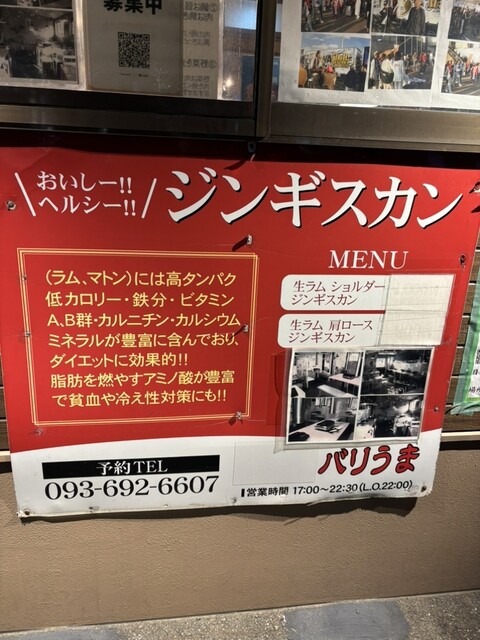 募集中
おいしー!!
ヘルシー!!
ジンギスカン
(ラム、マトン)には高タンパク
低カロリー・鉄分・ビタミン
A,B群・カルニチン・カルシウム
ミネラルが豊富に含んでおり、
ダイエットに効果的!!
脂肪を燃やすアミノ酸が豊富
で貧血や冷え性対策にも!!
MENU
生ラム ショルダー
ジンギスカン
生ラム 肩ロース
ジンギスカン
バリうま
予約TEL
093-692-6607
営業時間 17:00〜22:30(L.O.22:00)